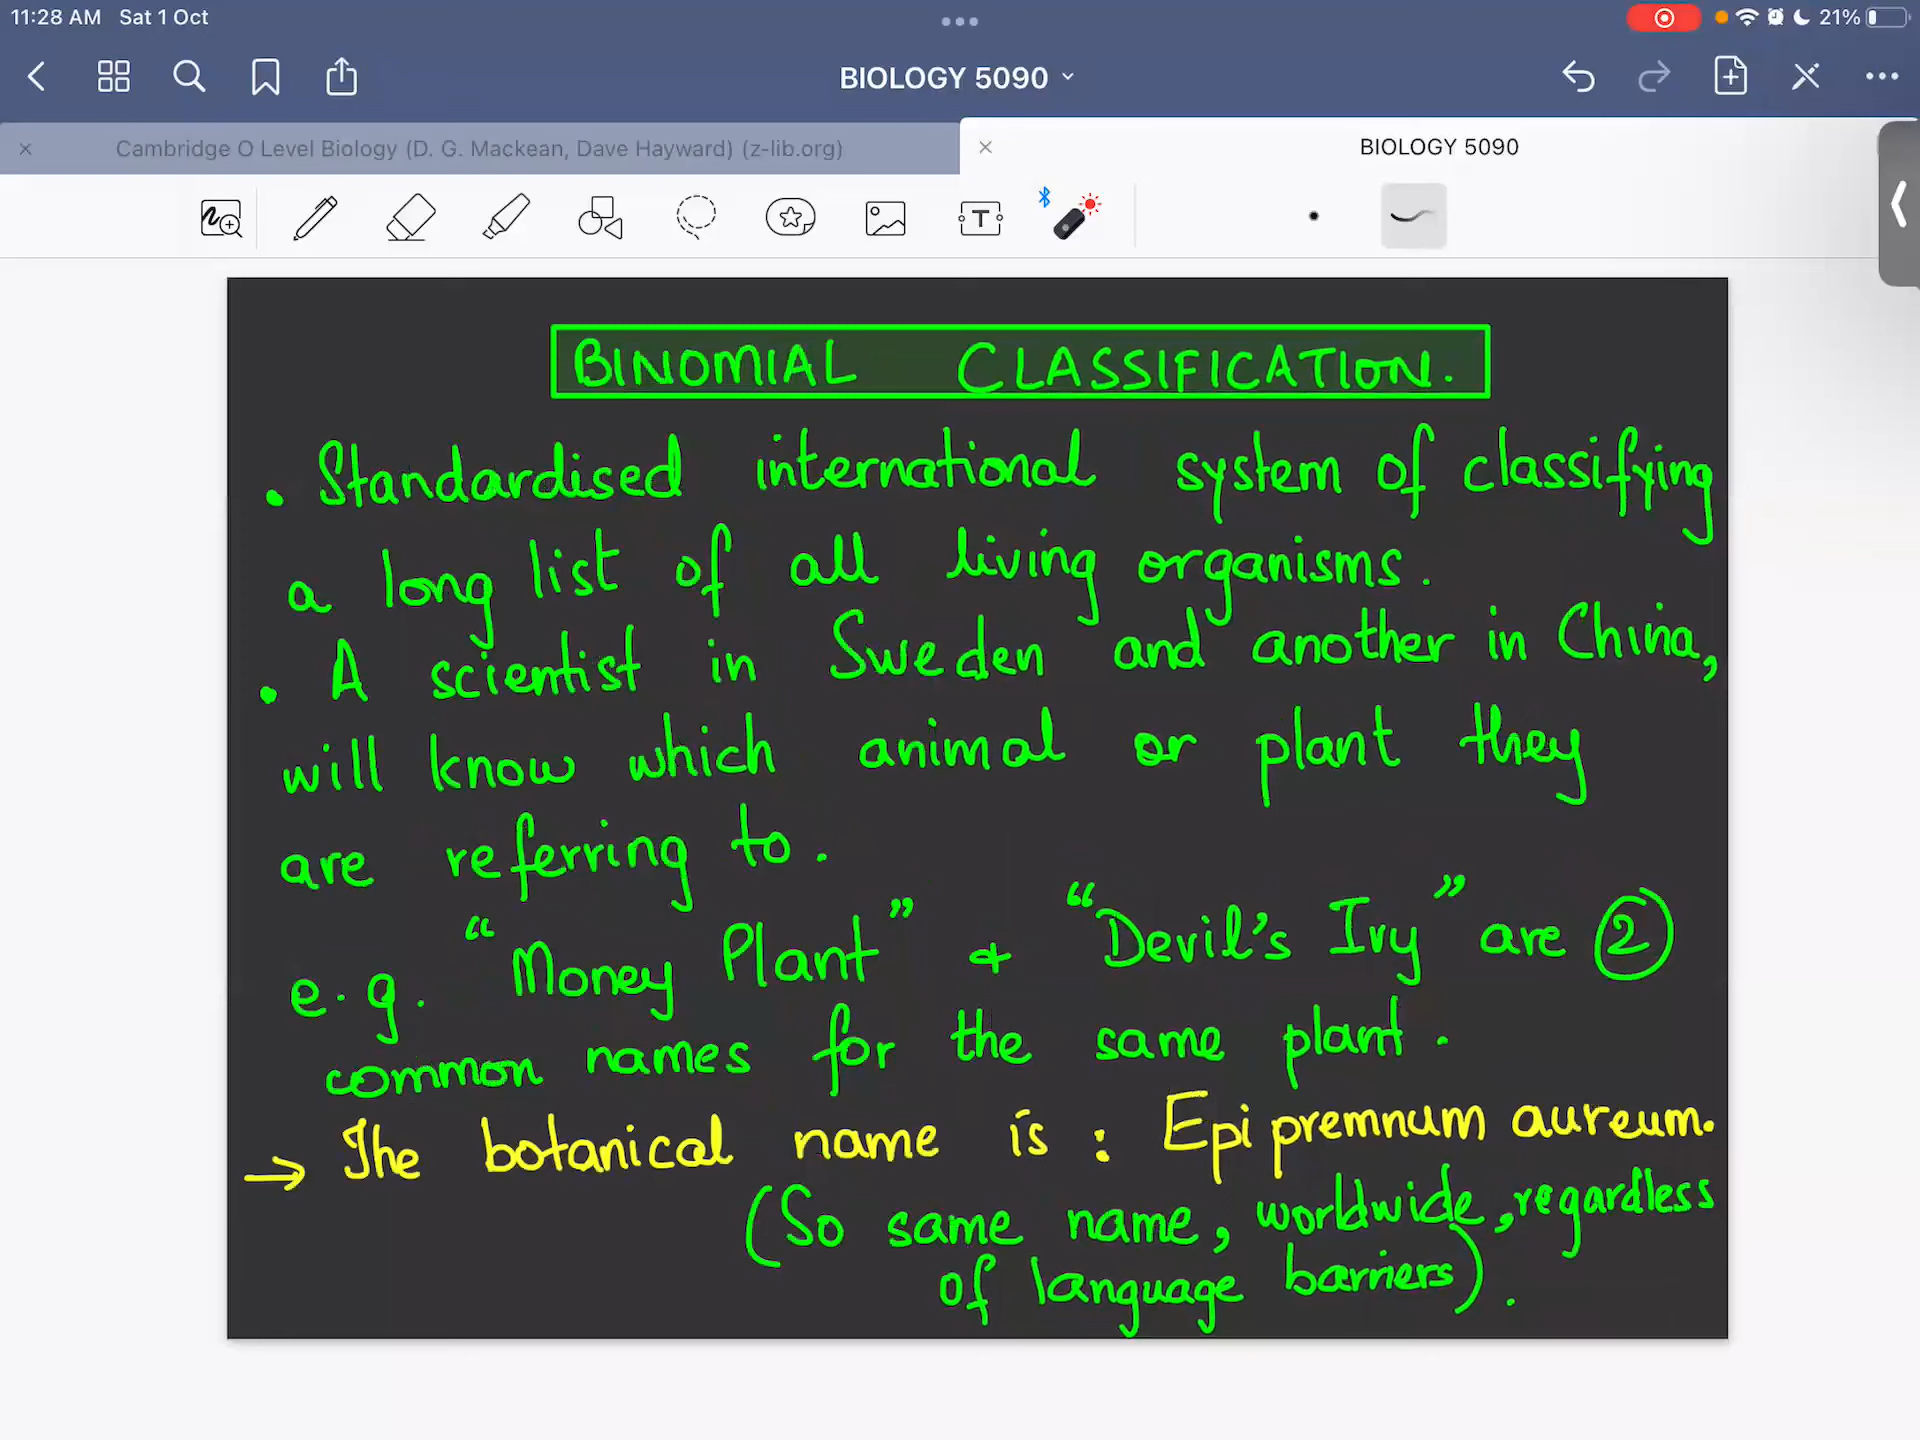 11:28 AM Sat 1 Oct
21%
BIOLOGY 5090
Cambridge O Level Biology (D. G. Mackean, Dave Hayward) (z-lib.org)
BIOLOGY 5090
T
BINOMIAL CLASSIFICATION.
• Standardised international system of classifying
a long list of all living organisms.
• A scientist in Sweden and another in China,
will know which animal or plant they
are referring to.
e.g. "Money Plant" & "Devil's Ivy" are 2
common names for the same plant.
→ The botanical name is : Epipremnum aureum.
(So same name, worldwide, regardless
of language barriers).